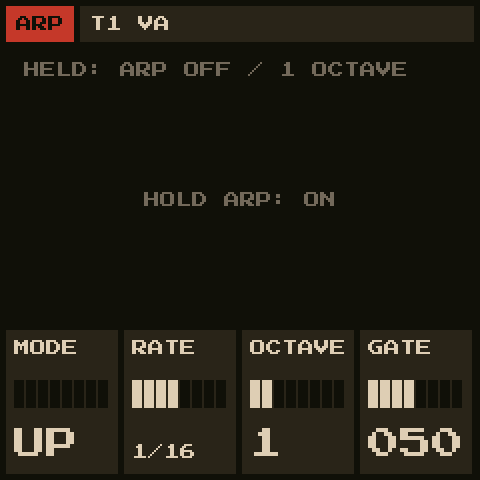 ARP T1 VA
HELD: ARP OFF / 1 OCTAVE
HOLD ARP: ON
MODE RATE OCTAVE GATE
UP 1/16 1 050